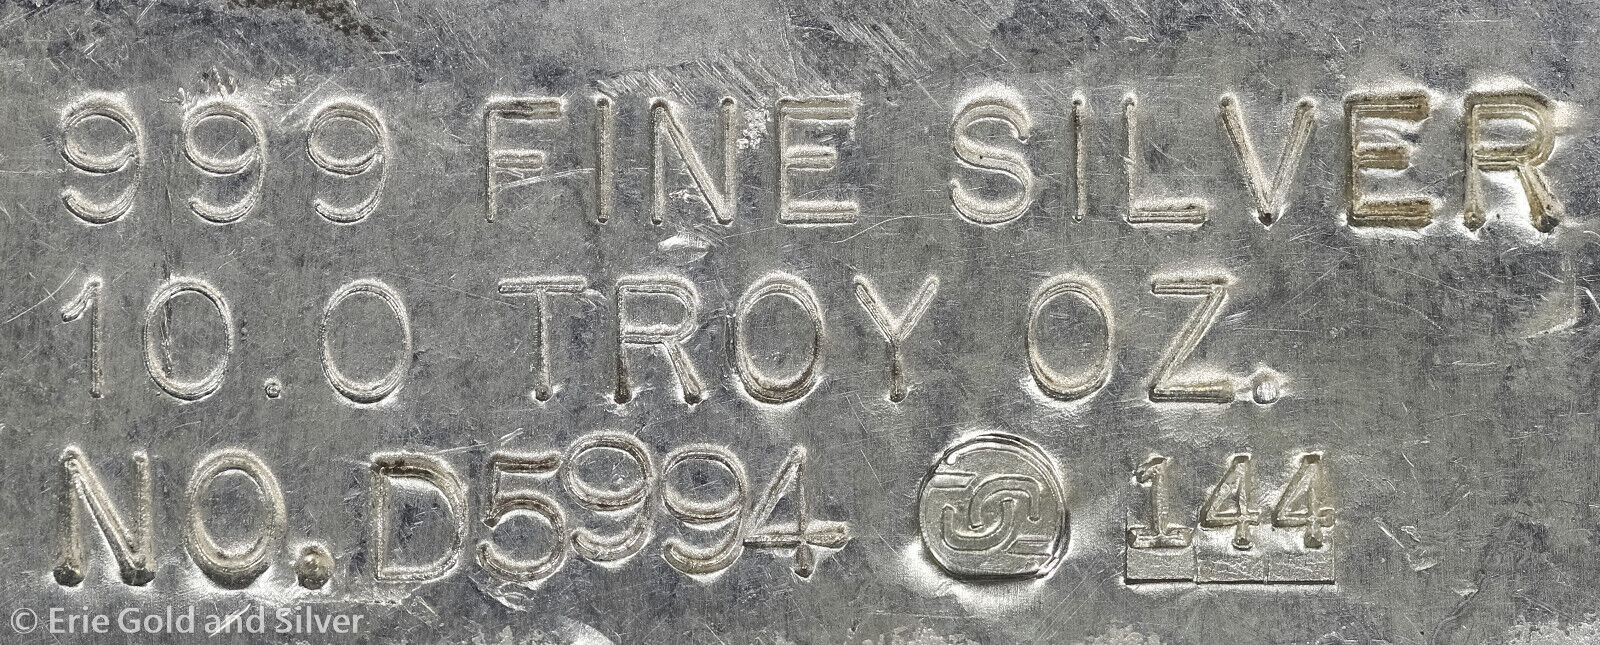 999 FINE SILVER
10.0 TROY OZ.
NO. D5994 144
© Erie Gold and Silver